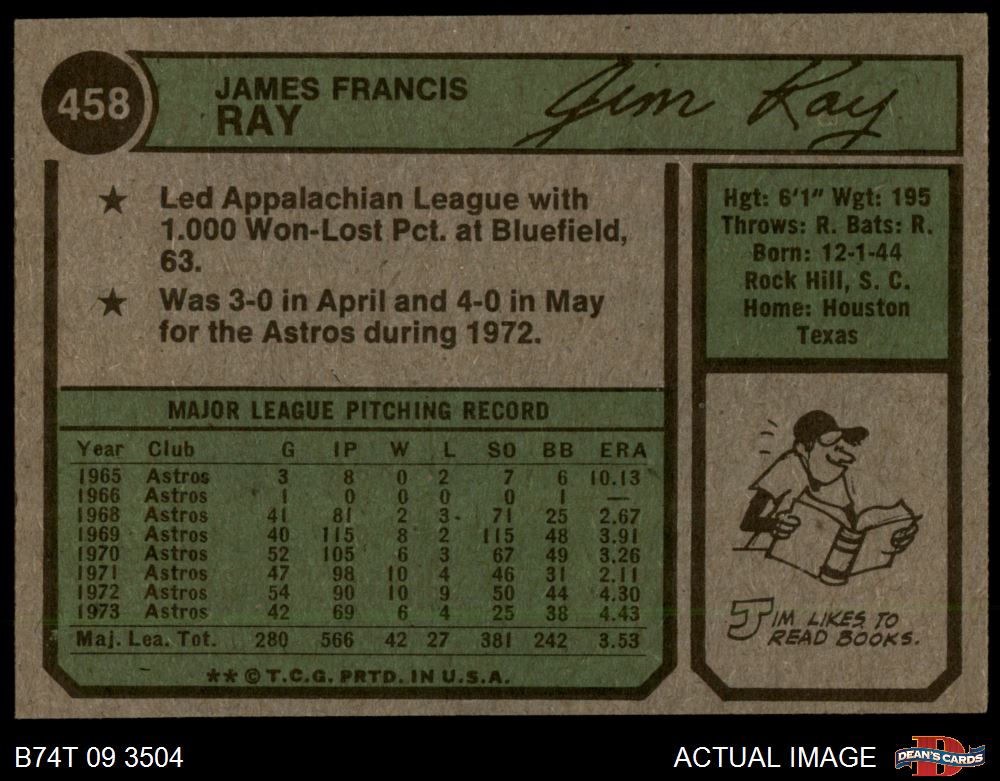 458
JAMES FRANCIS
RAY
Jim Ray
★ Led Appalachian League with
1.000 Won-Lost Pct. at Bluefield,
63.
★ Was 3-0 in April and 4-0 in May
for the Astros during 1972.
Hgt: 6'1" Wgt: 195
Throws: R. Bats: R.
Born: 12-1-44
Rock Hill, S. C.
Home: Houston
Texas
MAJOR LEAGUE PITCHING RECORD
Year Club G IP W L SO BB ERA
1965 Astros 3 8 0 2 7 6 10.13
1966 Astros 1 0 0 0 0 1 —
1968 Astros 41 81 2 3 71 25 2.67
1969 Astros 40 115 8 2 115 48 3.91
1970 Astros 52 105 6 3 67 49 3.26
1971 Astros 47 98 10 4 46 31 2.11
1972 Astros 54 90 10 9 50 44 4.30
1973 Astros 42 69 6 4 25 38 4.43
Maj. Lea. Tot. 280 566 42 27 381 242 3.53
** © T.C.G. PRTD. IN U.S.A.
JIM LIKES TO
READ BOOKS.
B74T 09 3504
ACTUAL IMAGE
D
DEAN'S CARDS